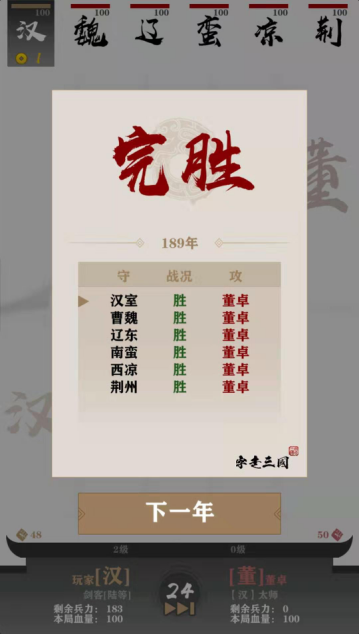 100 100 100 100 100 100
汉 魏 辽 蛮 凉 荆
1
完胜
董
189年
守 战况 攻
汉室 胜 董卓
曹魏 胜 董卓
辽东 胜 董卓
南蛮 胜 董卓
西凉 胜 董卓
荆州 胜 董卓
汉
下一年
48 50
2级 0级
玩家[汉] [董]董卓
剑客[陆等] 24 [汉]太师
剩余兵力: 183 剩余兵力: 0
本局血量: 100 本局血量: 100